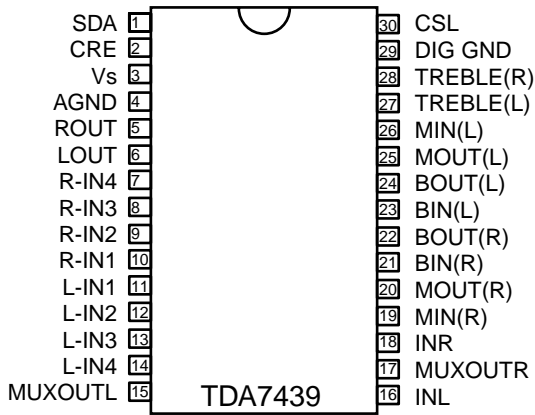 SDA 1
CRE 2
Vs 3
AGND 4
ROUT 5
LOUT 6
R-IN4 7
R-IN3 8
R-IN2 9
R-IN1 10
L-IN1 11
L-IN2 12
L-IN3 13
L-IN4 14
MUXOUTL 15
30 CSL
29 DIG GND
28 TREBLE(R)
27 TREBLE(L)
26 MIN(L)
25 MOUT(L)
24 BOUT(L)
23 BIN(L)
22 BOUT(R)
21 BIN(R)
20 MOUT(R)
19 MIN(R)
18 INR
17 MUXOUTR
16 INL
TDA7439